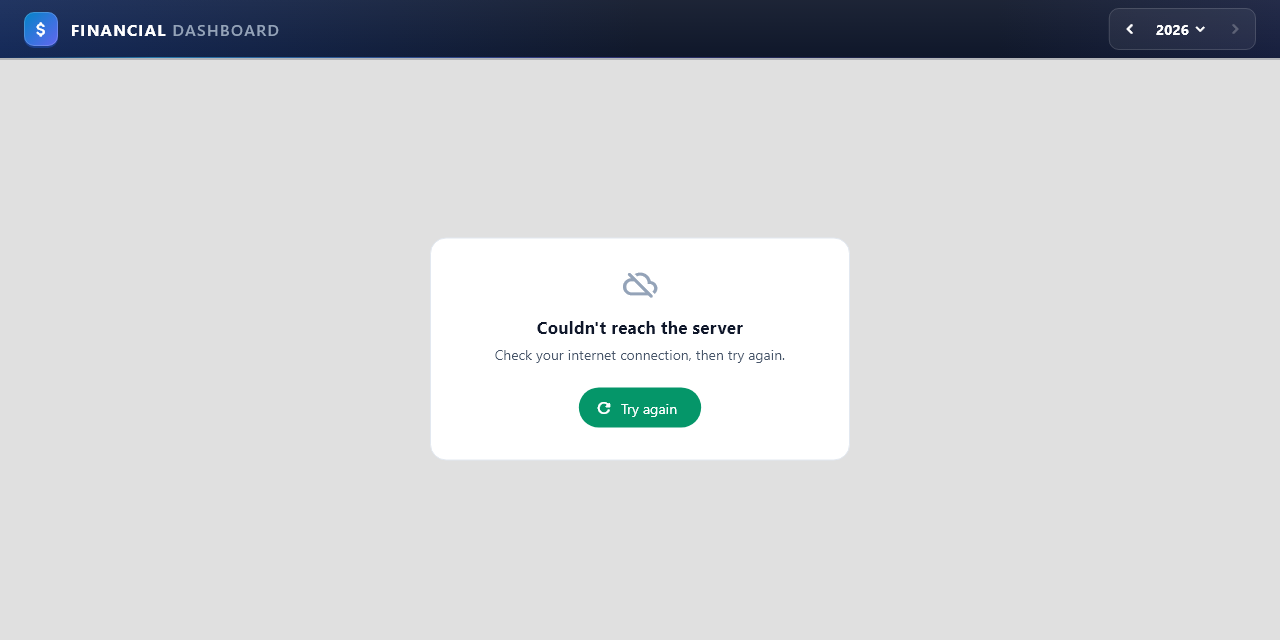 $
FINANCIAL DASHBOARD
2026
Couldn't reach the server
Check your internet connection, then try again.
Try again